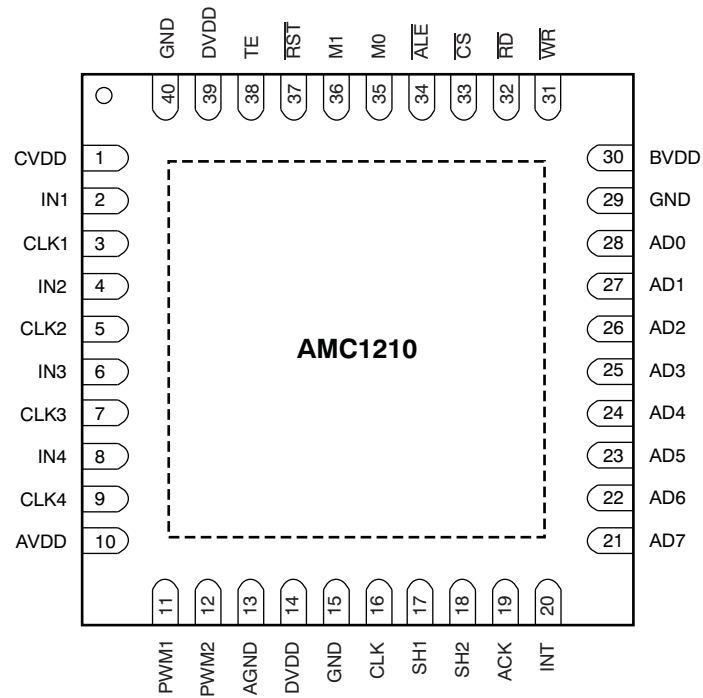 GND DVDD TE RST M1 M0 ALE CS RD WR
40 39 38 37 36 35 34 33 32 31
CVDD 1 30 BVDD
IN1 2 29 GND
CLK1 3 28 AD0
IN2 4 27 AD1
CLK2 5 26 AD2
AMC1210
IN3 6 25 AD3
CLK3 7 24 AD4
IN4 8 23 AD5
CLK4 9 22 AD6
AVDD 10 21 AD7
11 12 13 14 15 16 17 18 19 20
PWM1 PWM2 AGND DVDD GND CLK SH1 SH2 ACK INT